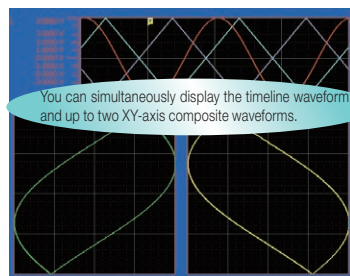 You can simultaneously display the timeline waveform
and up to two XY-axis composite waveforms.